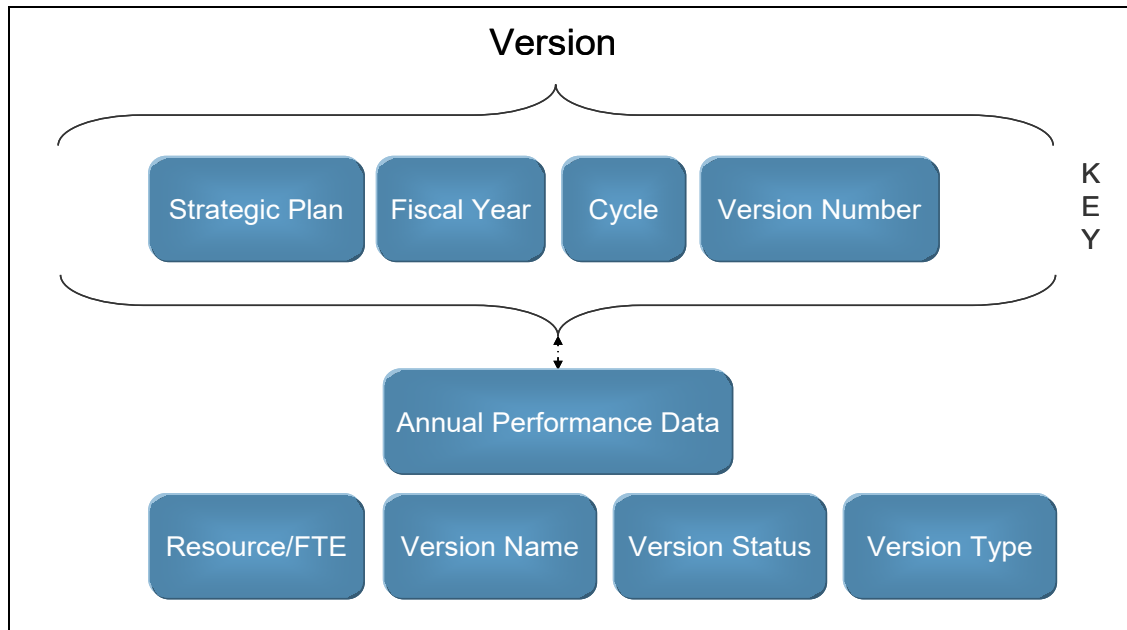 Version
Strategic Plan
Fiscal Year
Cycle
Version Number
K
E
Y
Annual Performance Data
Resource/FTE
Version Name
Version Status
Version Type